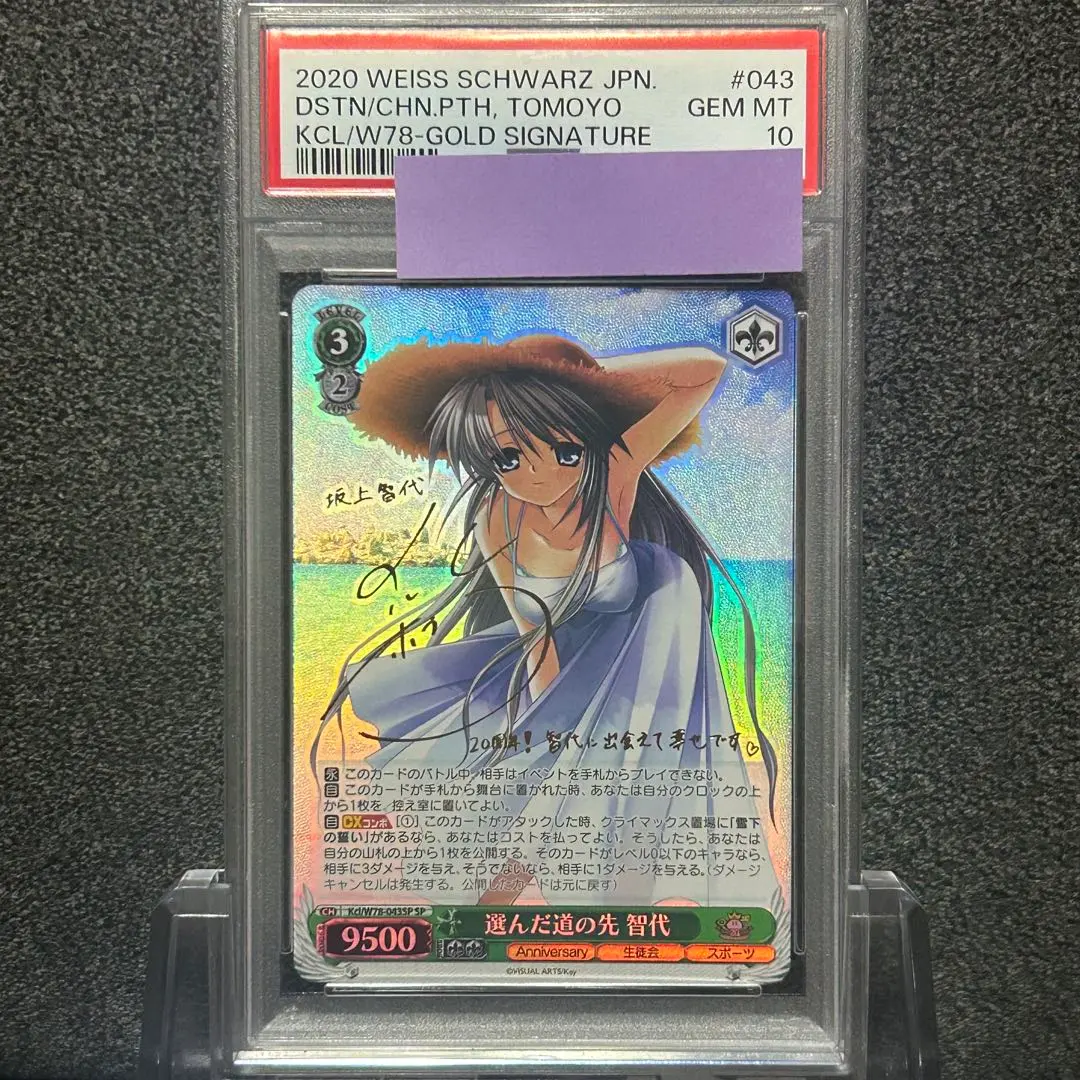 2020 WEISS SCHWARZ JPN. #043
DSTN/CHN.PTH, TOMOYO GEM MT
KCL/W78-GOLD SIGNATURE 10
LEVEL
3
2
COST
坂上智代
20周年! 智代に出会えて幸せです♡
永 このカードのバトル中、相手はイベントを手札からプレイできない。
自 このカードが手札から舞台に置かれた時、あなたは自分のクロックの上
から1枚を、控え室に置いてよい。
自 CXコンボ [①] このカードがアタックした時、クライマックス置場に「雪下
の誓い」があるなら、あなたはコストを払ってよい。そうしたら、あなたは
自分の山札の上から1枚を公開する。そのカードがレベル0以下のキャラなら、
相手に3ダメージを与え、そうでないなら、相手に1ダメージを与える。(ダメージ
キャンセルは発生する。公開したカードは元に戻す)
CH Kcl/W78-043SP SP
選んだ道の先 智代
9500
Anniversary 生徒会 スポーツ
©VISUAL ARTS/Key